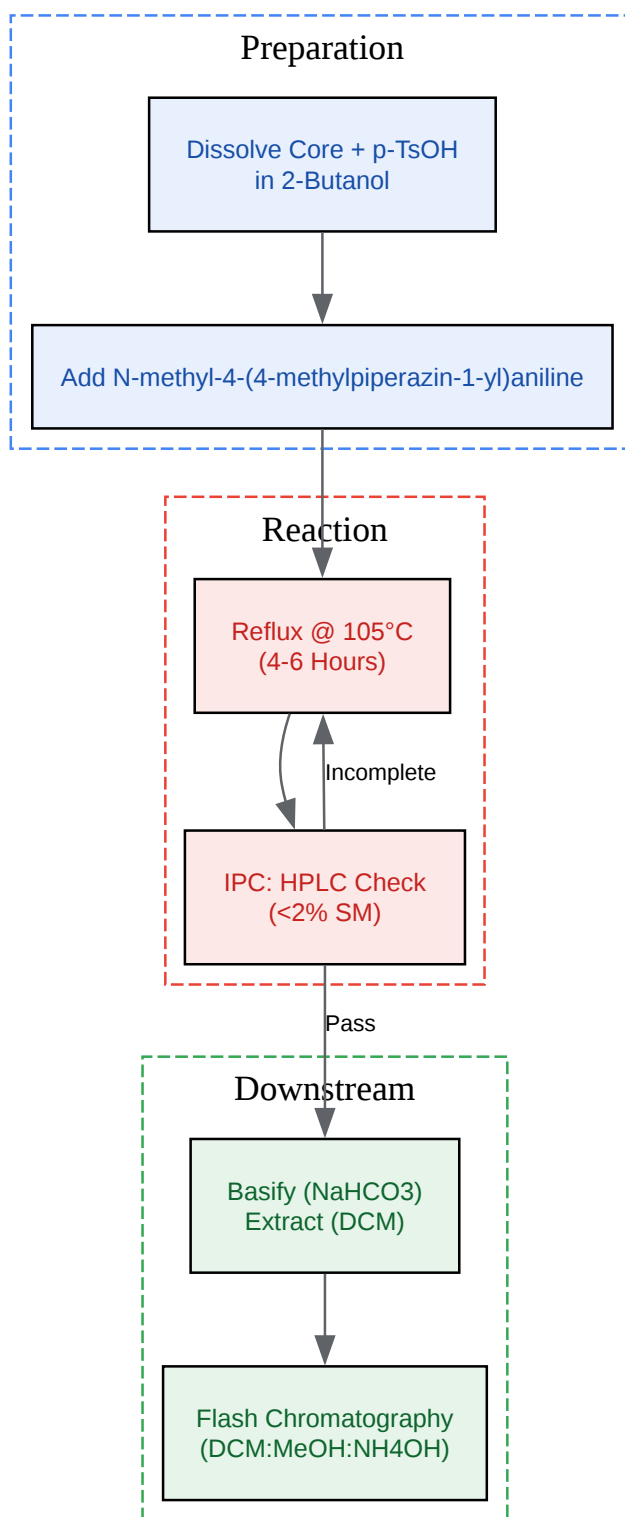 Preparation
Dissolve Core + p-TsOH
in 2-Butanol
Add N-methyl-4-(4-methylpiperazin-1-yl)aniline
Reaction
Reflux @ 105°C
(4-6 Hours)
Incomplete
IPC: HPLC Check
(<2% SM)
Pass
Downstream
Basify (NaHCO3)
Extract (DCM)
Flash Chromatography
(DCM:MeOH:NH4OH)